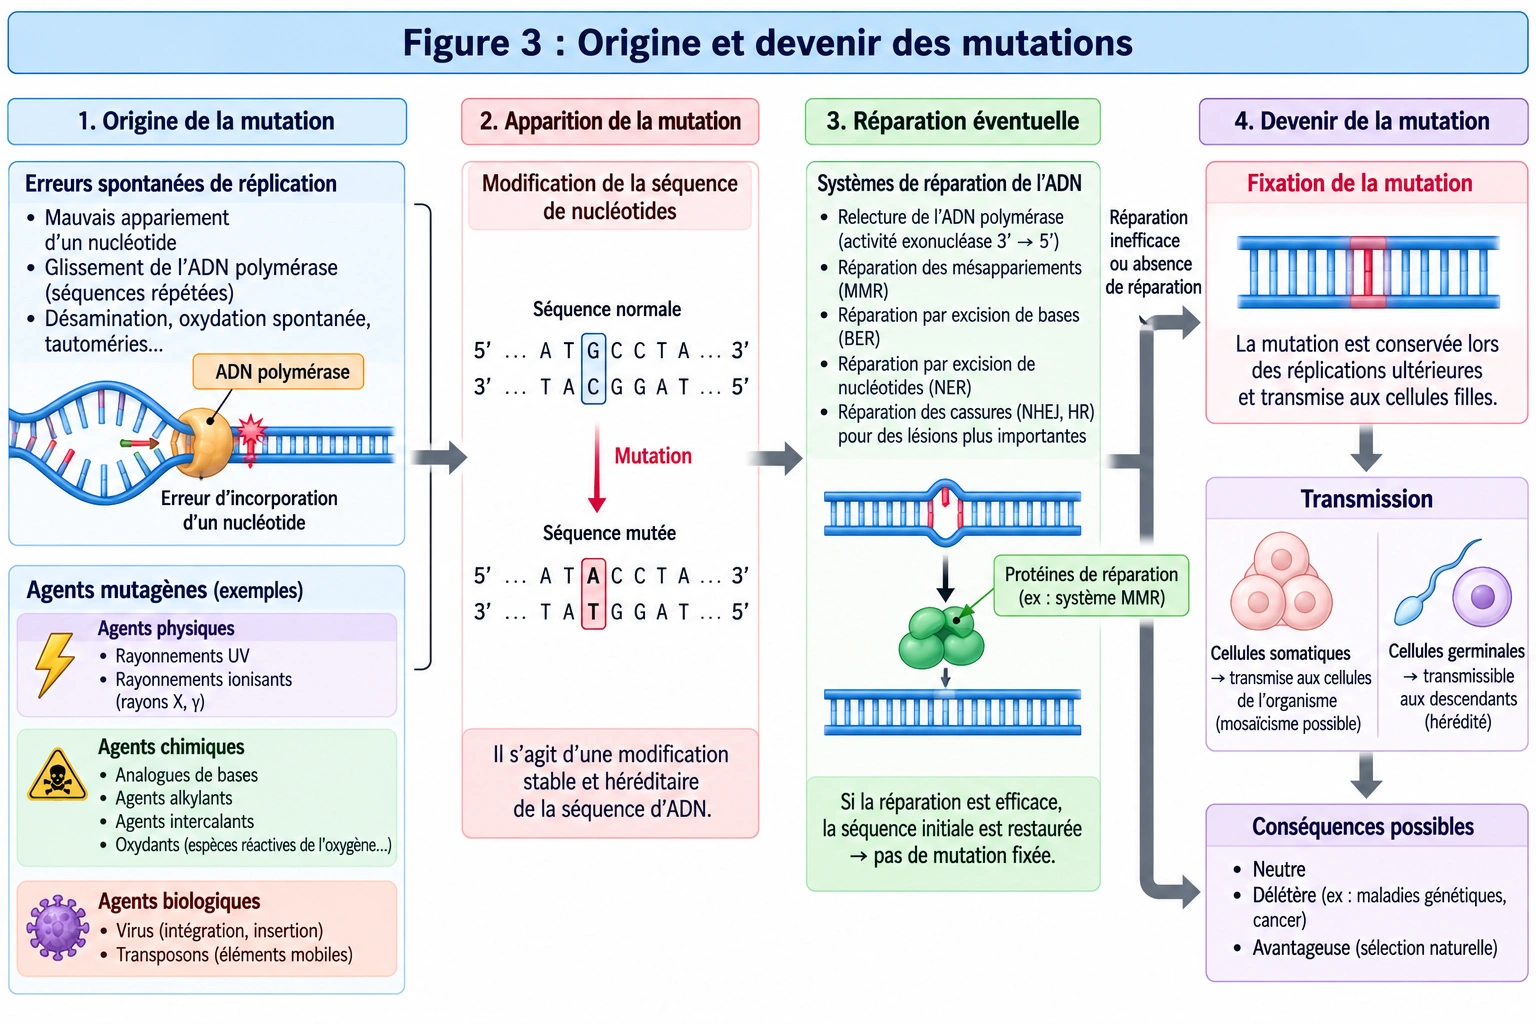 Figure 3 : Origine et devenir des mutations
1. Origine de la mutation
Erreurs spontanées de réplication
• Mauvais appariement
d'un nucléotide
• Glissement de l'ADN polymérase
(séquences répétées)
• Désamination, oxydation spontanée,
tautoméries...
ADN polymérase
Erreur d'incorporation
d'un nucléotide
Agents mutagènes (exemples)
Agents physiques
• Rayonnements UV
• Rayonnements ionisants
(rayons X, γ)
Agents chimiques
• Analogues de bases
• Agents alkylants
• Agents intercalants
• Oxydants (espèces réactives de l'oxygène...)
Agents biologiques
• Virus (intégration, insertion)
• Transposons (éléments mobiles)
2. Apparition de la mutation
Modification de la séquence
de nucléotides
Séquence normale
5' ... A T G C C T A ... 3'
3' ... T A C G G A T ... 5'
Mutation
Séquence mutée
5' ... A T A C C T A ... 3'
3' ... T A T G G A T ... 5'
Il s'agit d'une modification
stable et héréditaire
de la séquence d'ADN.
3. Réparation éventuelle
Systèmes de réparation de l'ADN
• Relecture de l'ADN polymérase
(activité exonucléase 3' → 5')
• Réparation des mésappariements
(MMR)
• Réparation par excision de bases
(BER)
• Réparation par excision de
nucléotides (NER)
• Réparation des cassures (NHEJ, HR)
pour des lésions plus importantes
Protéines de réparation
(ex : système MMR)
Si la réparation est efficace,
la séquence initiale est restaurée
→ pas de mutation fixée.
Réparation
inefficace
ou absence
de réparation
4. Devenir de la mutation
Fixation de la mutation
La mutation est conservée lors
des réplications ultérieures
et transmise aux cellules filles.
Transmission
Cellules somatiques
→ transmise aux cellules
de l'organisme
(mosaïcisme possible)
Cellules germinales
→ transmissible
aux descendants
(hérédité)
Conséquences possibles
• Neutre
• Délétère (ex : maladies génétiques,
cancer)
• Avantageuse (sélection naturelle)